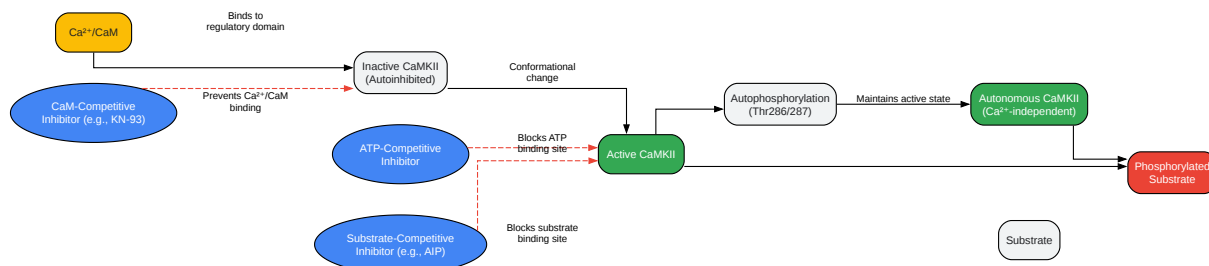 Ca²⁺/CaM
Binds to
regulatory domain
Inactive CaMKII
(Autoinhibited)
CaM-Competitive
Inhibitor (e.g., KN-93)
Prevents Ca²⁺/CaM
binding
Conformational
change
ATP-Competitive
Inhibitor
Blocks ATP
binding site
Active CaMKII
Autophosphorylation
(Thr286/287)
Maintains active state
Autonomous CaMKII
(Ca²⁺-independent)
Phosphorylated
Substrate
Substrate-Competitive
Inhibitor (e.g., AIP)
Blocks substrate
binding site
Substrate